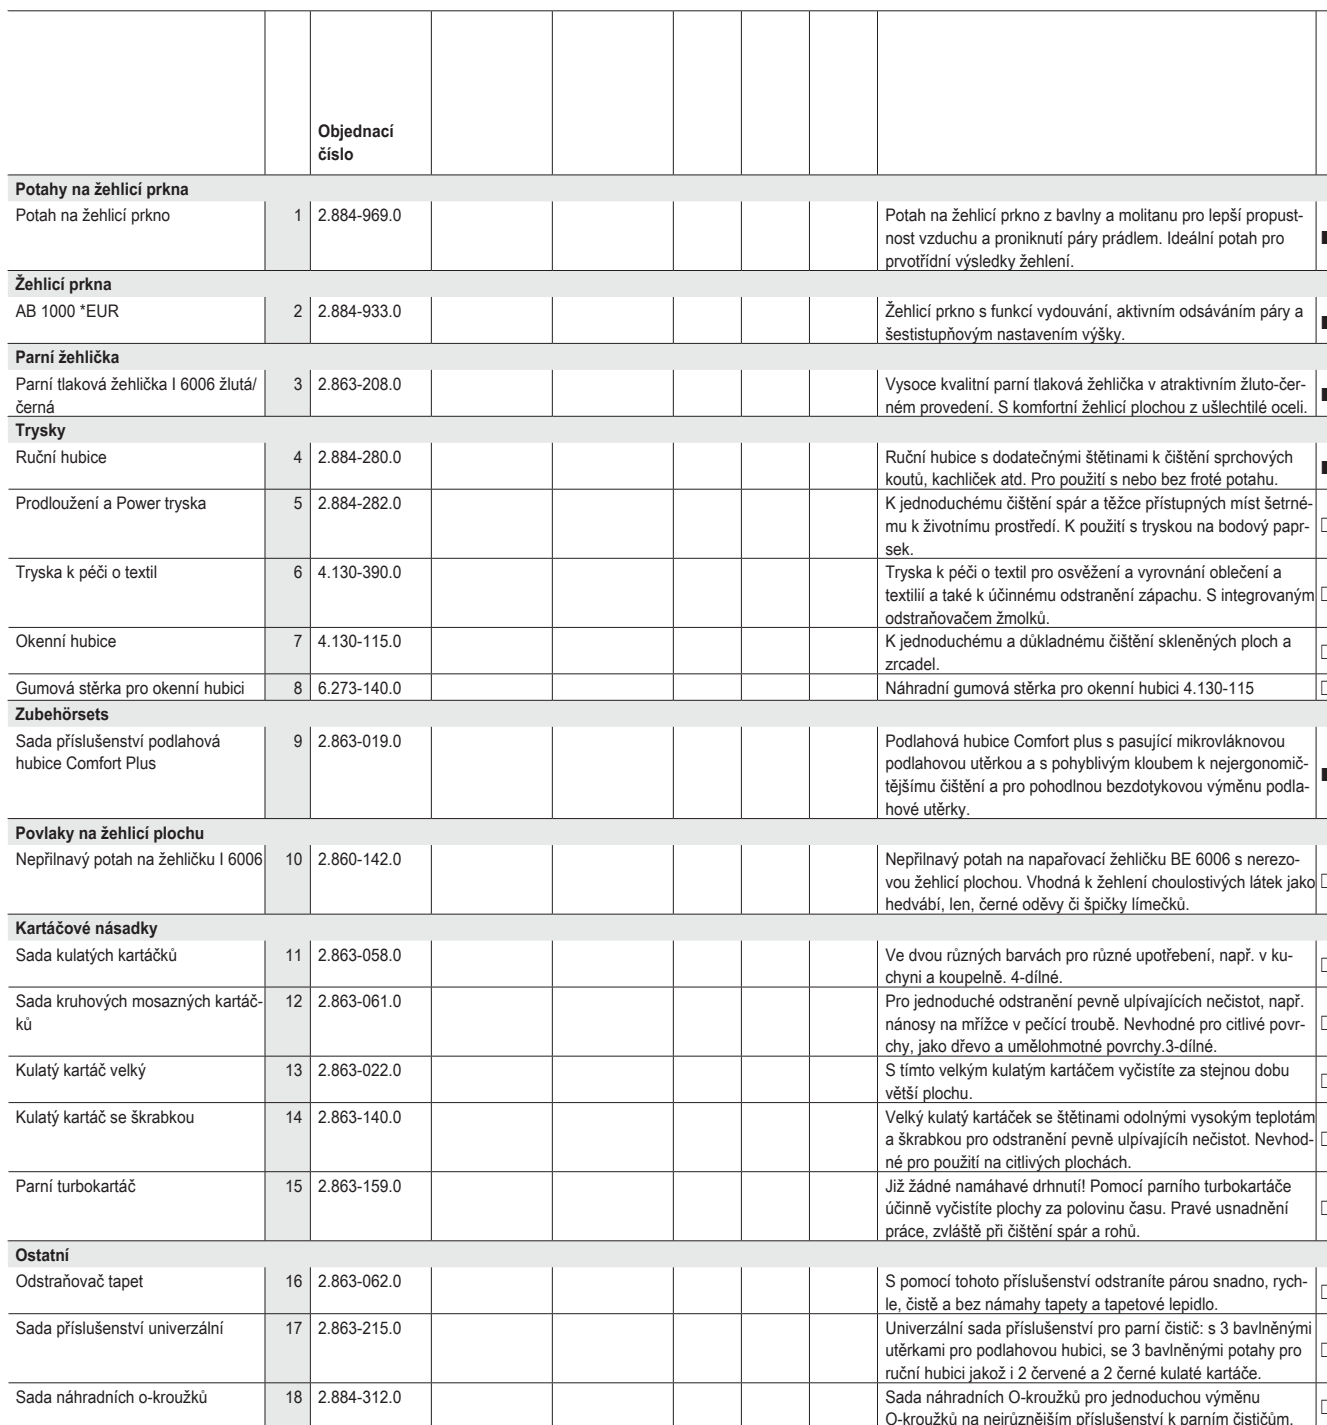 Objednací
číslo
Potahy na žehlicí prkna
Potah na žehlicí prkno 1 2.884-969.0 Potah na žehlicí prkno z bavlny a molitanu pro lepší propust-
nost vzduchu a proniknutí páry prádlem. Ideální potah pro
prvotřídní výsledky žehlení.
Žehlicí prkna
AB 1000 *EUR 2 2.884-933.0 Žehlicí prkno s funkcí vydouvání, aktivním odsáváním páry a
šestistupňovým nastavením výšky.
Parní žehlička
Parní tlaková žehlička I 6006 žlutá/ 3 2.863-208.0 Vysoce kvalitní parní tlaková žehlička v atraktivním žluto-čer-
černá ném provedení. S komfortní žehlicí plochou z ušlechtilé oceli.
Trysky
Ruční hubice 4 2.884-280.0 Ruční hubice s dodatečnými štětinami k čištění sprchových
koutů, kachliček atd. Pro použití s nebo bez froté potahu.
Prodloužení a Power tryska 5 2.884-282.0 K jednoduchému čištění spár a těžce přístupných míst šetrné-
mu k životnímu prostředí. K použití s tryskou na bodový papr-
sek.
Tryska k péči o textil 6 4.130-390.0 Tryska k péči o textil pro osvěžení a vyrovnání oblečení a
textilií a také k účinnému odstranění zápachu. S integrovaným
odstraňovačem žmolků.
Okenní hubice 7 4.130-115.0 K jednoduchému a důkladnému čištění skleněných ploch a
zrcadel.
Gumová stěrka pro okenní hubici 8 6.273-140.0 Náhradní gumová stěrka pro okenní hubici 4.130-115
Zubehörsets
Sada příslušenství podlahová 9 2.863-019.0 Podlahová hubice Comfort plus s pasující mikrovláknovou
hubice Comfort Plus podlahovou utěrkou a s pohyblivým kloubem k nejergonomič-
tějšímu čištění a pro pohodlnou bezdotykovou výměnu podla-
hové utěrky.
Povlaky na žehlicí plochu
Nepřilnavý potah na žehličku I 6006 10 2.860-142.0 Nepřilnavý potah na napařovací žehličku BE 6006 s nerezo-
vou žehlicí plochou. Vhodná k žehlení choulostivých látek jako
hedvábí, len, černé oděvy či špičky límečků.
Kartáčové násadky
Sada kulatých kartáčků 11 2.863-058.0 Ve dvou různých barvách pro různé upotřebení, např. v ku-
chyni a koupelně. 4-dílné.
Sada kruhových mosazných kartáč- 12 2.863-061.0 Pro jednoduché odstranění pevně ulpívajících nečistot, např.
ků nánosy na mřížce v pečící troubě. Nevhodné pro citlivé povr-
chy, jako dřevo a umělohmotné povrchy.3-dílné.
Kulatý kartáč velký 13 2.863-022.0 S tímto velkým kulatým kartáčem vyčistíte za stejnou dobu
větší plochu.
Kulatý kartáč se škrabkou 14 2.863-140.0 Velký kulatý kartáček se štětinami odolnými vysokým teplotám
a škrabkou pro odstranění pevně ulpívajícíh nečistot. Nevhod-
né pro použití na citlivých plochách.
Parní turbokartáč 15 2.863-159.0 Již žádné namáhavé drhnutí! Pomocí parního turbokartáče
účinně vyčistíte plochy za polovinu času. Pravé usnadnění
práce, zvláště při čištění spár a rohů.
Ostatní
Odstraňovač tapet 16 2.863-062.0 S pomocí tohoto příslušenství odstraníte párou snadno, rych-
le, čistě a bez námahy tapety a tapetové lepidlo.
Sada příslušenství univerzální 17 2.863-215.0 Univerzální sada příslušenství pro parní čistič: s 3 bavlněnými
utěrkami pro podlahovou hubici, se 3 bavlněnými potahy pro
ruční hubici jakož i 2 červené a 2 černé kulaté kartáče.
Sada náhradních o-kroužků 18 2.884-312.0 Sada náhradních O-kroužků pro jednoduchou výměnu
O-kroužků na nejrůznějším příslušenství k parním čističům.